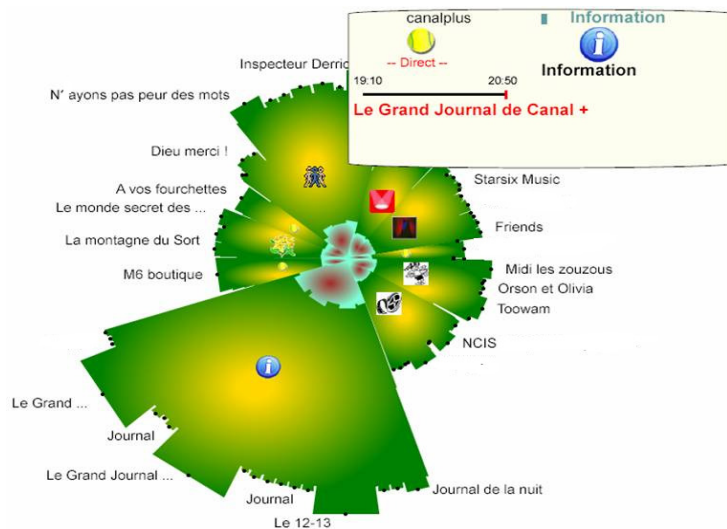 canalplus
Information
-- Direct --
Information
19:10
20:50
Le Grand Journal de Canal +
Inspecteur Derric
N' ayons pas peur des mots
Dieu merci !
A vos fourchettes
Le monde secret des ...
La montagne du Sort
M6 boutique
Starsix Music
Friends
Midi les zouzous
Orson et Olivia
Toowam
NCIS
Le Grand ...
Journal
Le Grand Journal ...
Journal
Le 12-13
Journal de la nuit